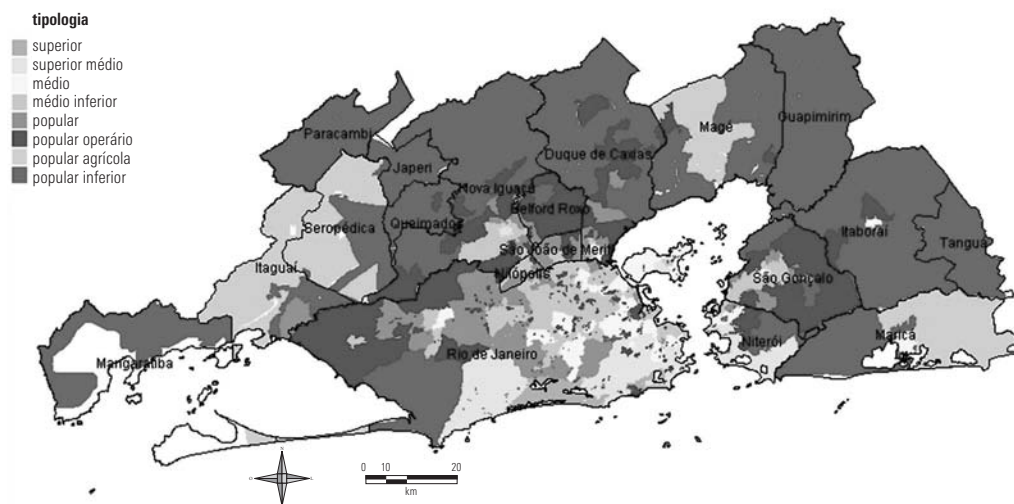 tipologia
superior
superior médio
médio
médio inferior
popular
popular operário
popular agrícola
popular inferior
Paracambi
Japeri
Seropédica
Queimados
Nova Iguaçu
Duque de Caxias
Belford Roxo
Magé
Guapimirim
Itaboraí
Tanguá
São João de Meriti
Nilópolis
Itaguaí
São Gonçalo
Niterói
Maricá
Mangaratiba
Rio de Janeiro
N
O
L
S
0 10 20
km